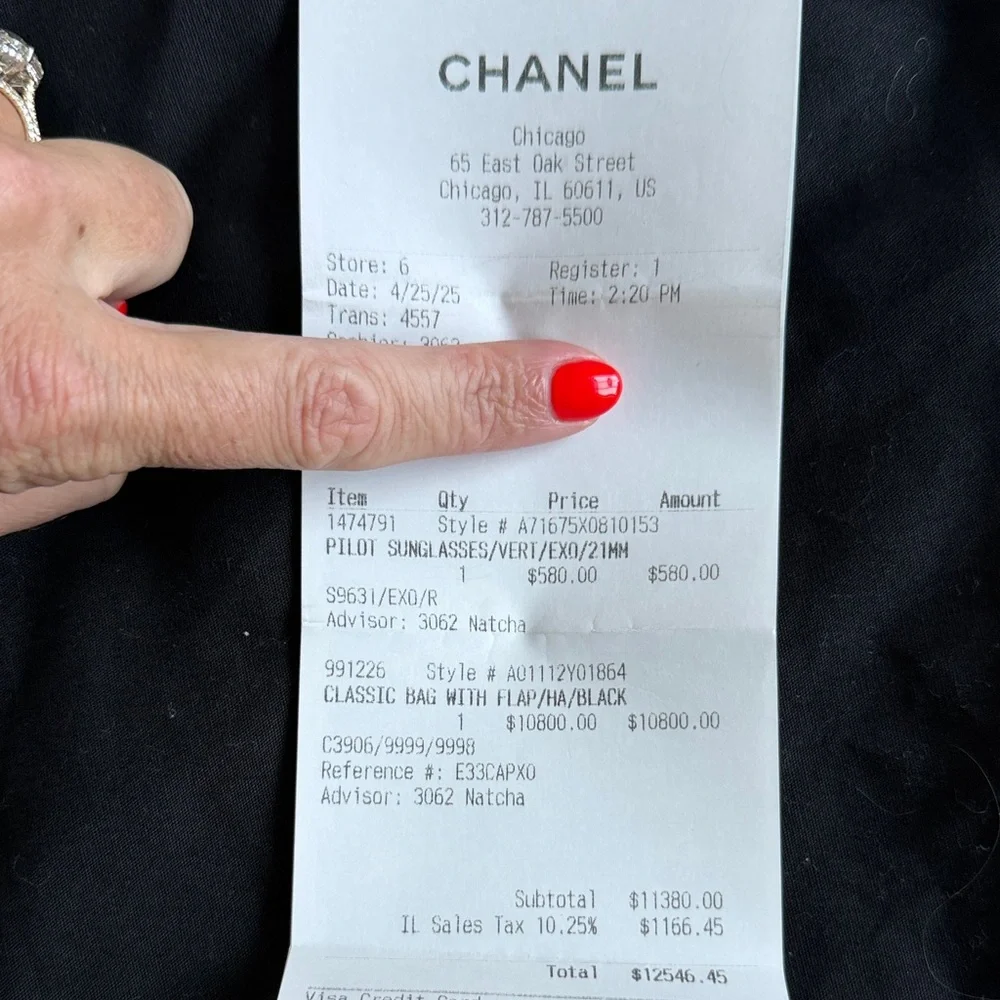 CHANEL
Chicago
65 East Oak Street
Chicago, IL 60611, US
312-787-5500
Store: 6 Register: 1
Date: 4/25/25 Time: 2:20 PM
Trans: 4557
Item Qty Price Amount
1474791 Style # A71675X0810153
PILOT SUNGLASSES/VERT/EXO/21MM
1 $580.00 $580.00
S9631/EXO/R
Advisor: 3062 Natcha
991226 Style # A01112Y01864
CLASSIC BAG WITH FLAP/HA/BLACK
1 $10800.00 $10800.00
C3906/9999/9998
Reference #: E33CAPXO
Advisor: 3062 Natcha
Subtotal $11380.00
IL Sales Tax 10.25% $1166.45
Total $12546.45
Visa Credit Card